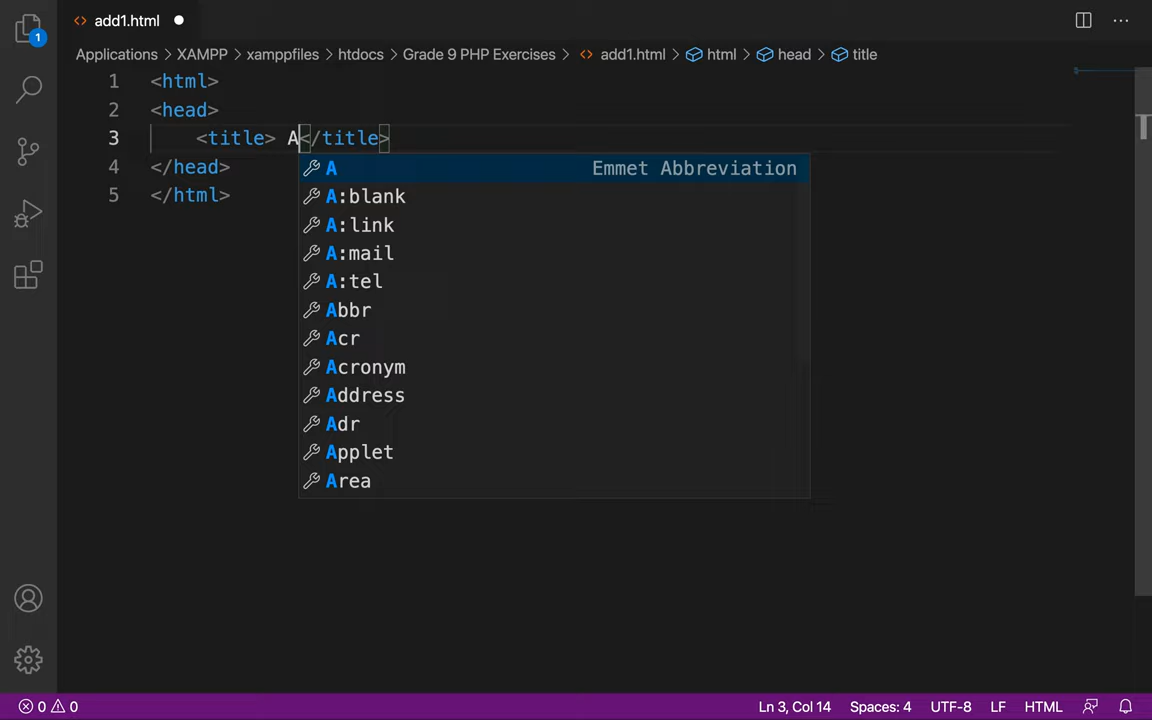 add1.html
Applications > XAMPP > xamppfiles > htdocs > Grade 9 PHP Exercises > add1.html > html > head > title
1 <html>
2 <head>
3 <title> A</title>
4 </head>
5 </html>
A Emmet Abbreviation
A:blank
A:link
A:mail
A:tel
Abbr
Acr
Acronym
Address
Adr
Applet
Area
1
T
0 0 Ln 3, Col 14 Spaces: 4 UTF-8 LF HTML